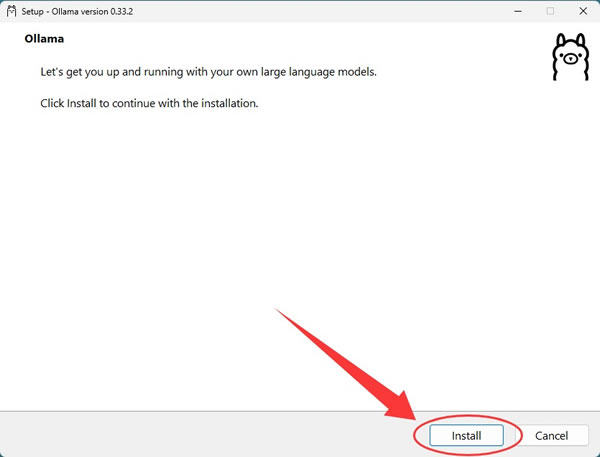 Setup - Ollama version 0.33.2
Ollama
Let's get you up and running with your own large language models.
Click Install to continue with the installation.
Install
Cancel